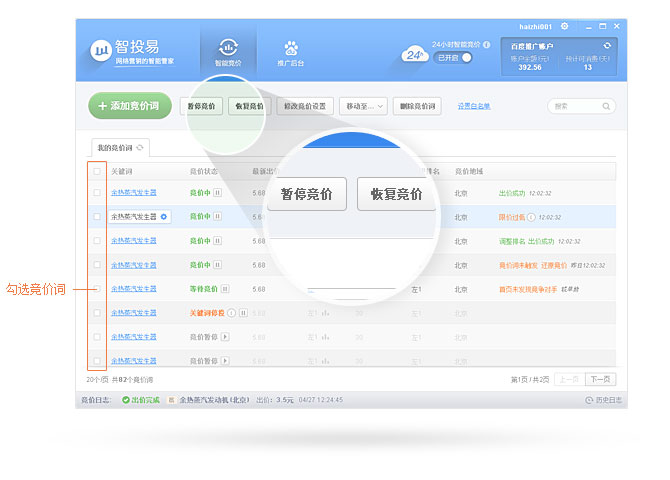 haizhi801
智投易
网络营销的智能管家
智能竞价
推广后台
24h
24小时智能竞价
已开启
百度推广账户
账户余额(元)
392.56
预计可消费(天)
13
添加竞价词
暂停竞价
恢复竞价
修改竞价设置
移动至...
删除竞价词
设置白名单
搜索
我的竞价词
关键词
竞价状态
最新出价
排名
竞价地域
余热蒸汽发生器
竞价中
5.68
北京
出价成功 12:02:32
余热蒸汽发生器
竞价中
北京
限价过低 12:02:32
余热蒸汽发生器
竞价中
5.68
北京
调整排名 出价成功 12:02:32
余热蒸汽发生器
竞价中
5.68
北京
竞价词未触发 还原竞价 昨日12:02:32
勾选竞价词
余热蒸汽发生器
等待竞价
5.68
左1
北京
首页未发现竞争对手
余热蒸汽发生器
关键词停投
5.68
左1
30
左1
北京
余热蒸汽发生器
竞价暂停
5.68
左1
30
左1
北京
余热蒸汽发生器
竞价暂停
5.68
左1
30
左1
北京
暂停竞价
恢复竞价
20个/页 共82个竞价词
第1页/共2页
上一页
下一页
竞价日志:
出价完成
余热蒸汽发动机(北京) 出价: 3.5元 04/27 12:24:45
历史日志